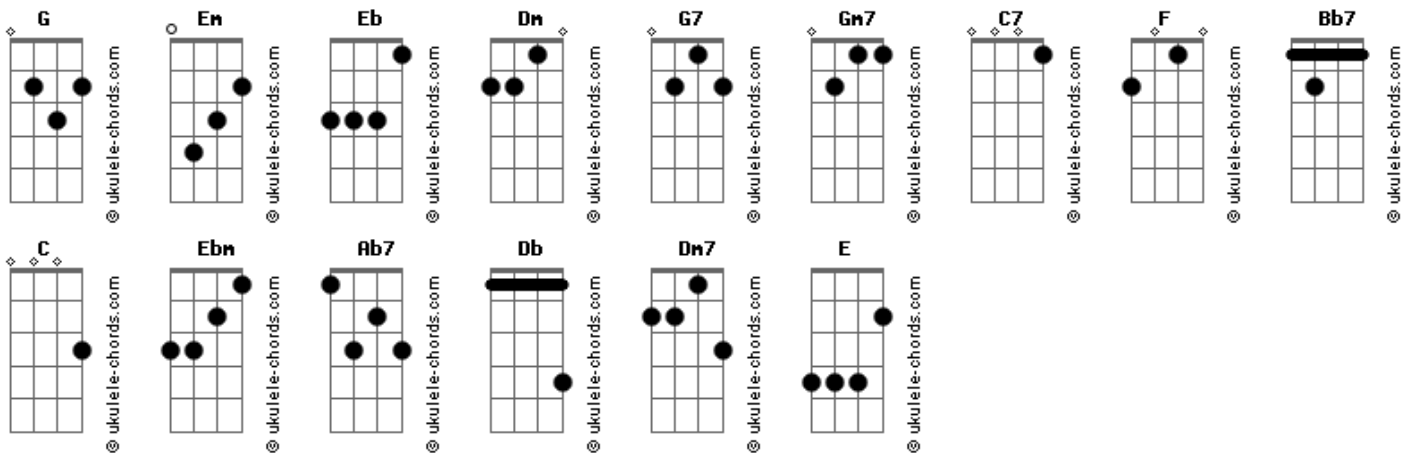 G Em Eb Dm G7 Gm7 C7 F Bb7
© ukulele-chords.com © ukulele-chords.com © ukulele-chords.com © ukulele-chords.com © ukulele-chords.com © ukulele-chords.com © ukulele-chords.com © ukulele-chords.com © ukulele-chords.com
C Ebm Ab7 Db Dm7 E
© ukulele-chords.com © ukulele-chords.com © ukulele-chords.com © ukulele-chords.com © ukulele-chords.com © ukulele-chords.com